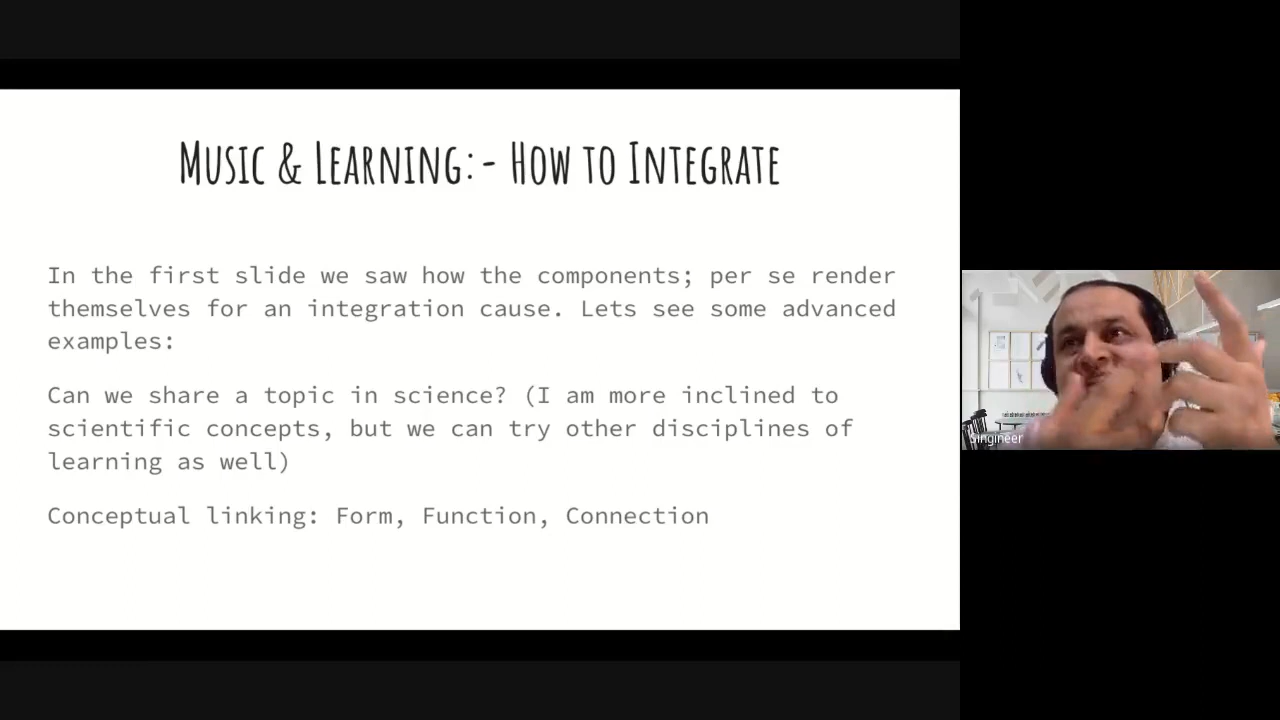 Music & Learning:- How to Integrate
In the first slide we saw how the components; per se render
themselves for an integration cause. Lets see some advanced
examples:
Can we share a topic in science? (I am more inclined to
scientific concepts, but we can try other disciplines of
learning as well)
Conceptual linking: Form, Function, Connection
Singineer